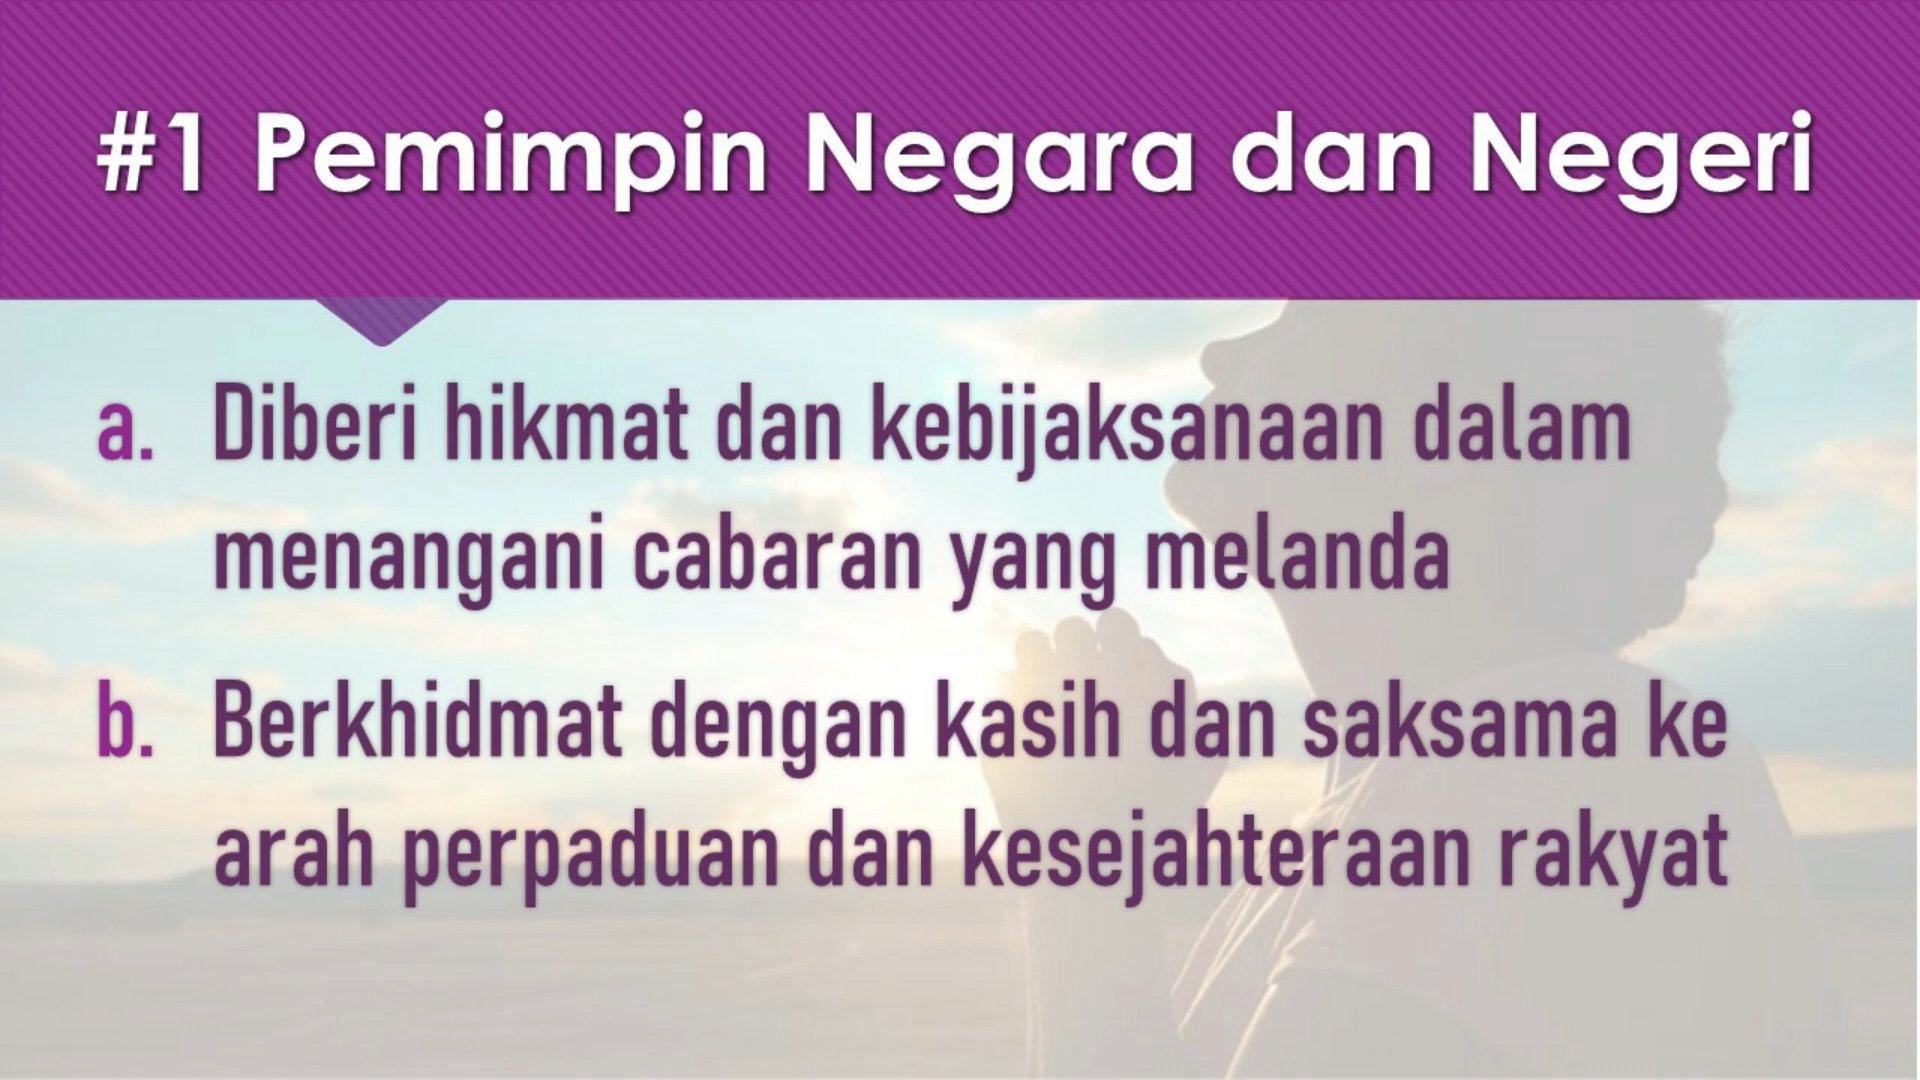 #1 Pemimpin Negara dan Negeri
a. Diberi hikmat dan kebijaksanaan dalam
menangani cabaran yang melanda
b. Berkhidmat dengan kasih dan saksama ke
arah perpaduan dan kesejahteraan rakyat